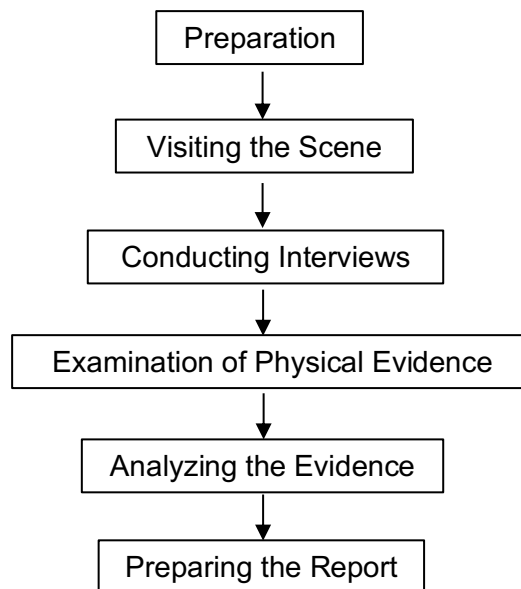 Preparation
Visiting the Scene
Conducting Interviews
Examination of Physical Evidence
Analyzing the Evidence
Preparing the Report